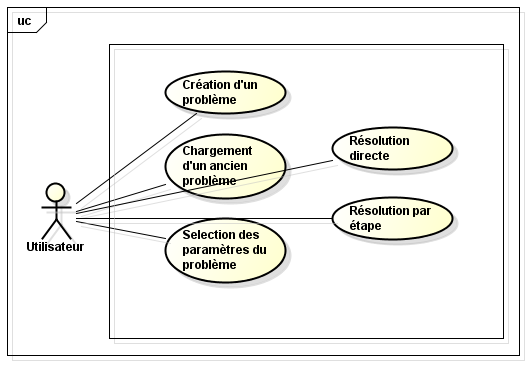 uc
Création d'un
problème
Chargement
d'un ancien
problème
Résolution
directe
Résolution par
étape
Selection des
paramètres du
problème
Utilisateur